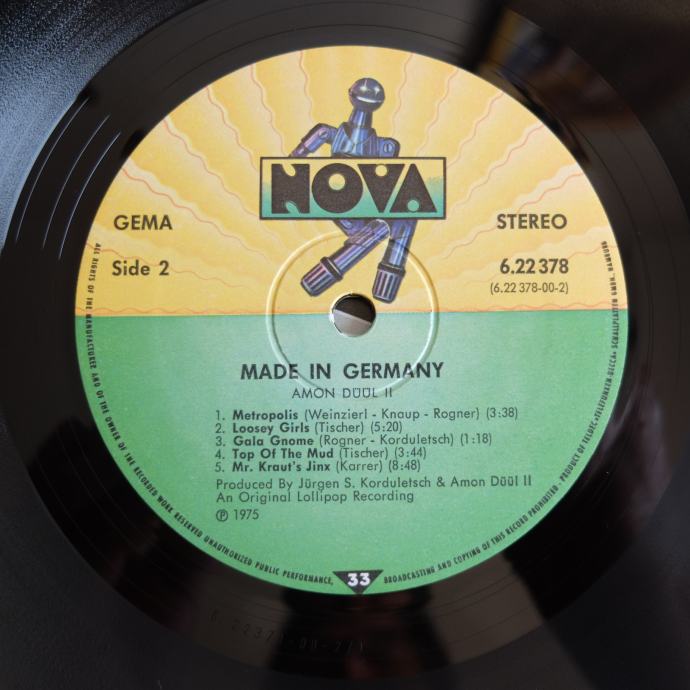 NOVA
GEMA
STEREO
Side 2
6.22 378
(6.22 378-00-2)
MADE IN GERMANY
AMON DÜÜL II
1. Metropolis (Weinzierl - Knaup - Rogner) (3:38)
2. Loosey Girls (Tischer) (5:20)
3. Gala Gnome (Rogner - Korduletsch) (1:18)
4. Top Of The Mud (Tischer) (3:44)
5. Mr. Kraut's Jinx (Karrer) (8:48)
Produced By Jürgen S. Korduletsch & Amon Düül II
An Original Lollipop Recording
℗ 1975
ALL RIGHTS OF THE MANUFACTURER AND OF THE OWNER OF THE RECORDED WORK RESERVED UNAUTHORIZED PUBLIC PERFORMANCE, BROADCASTING AND COPYING OF THIS RECORD PROHIBITED · PRODUCT OF TELDEC »TELEFUNKEN-DECCA« SCHALLPLATTEN GMBH., HAMBURG
33